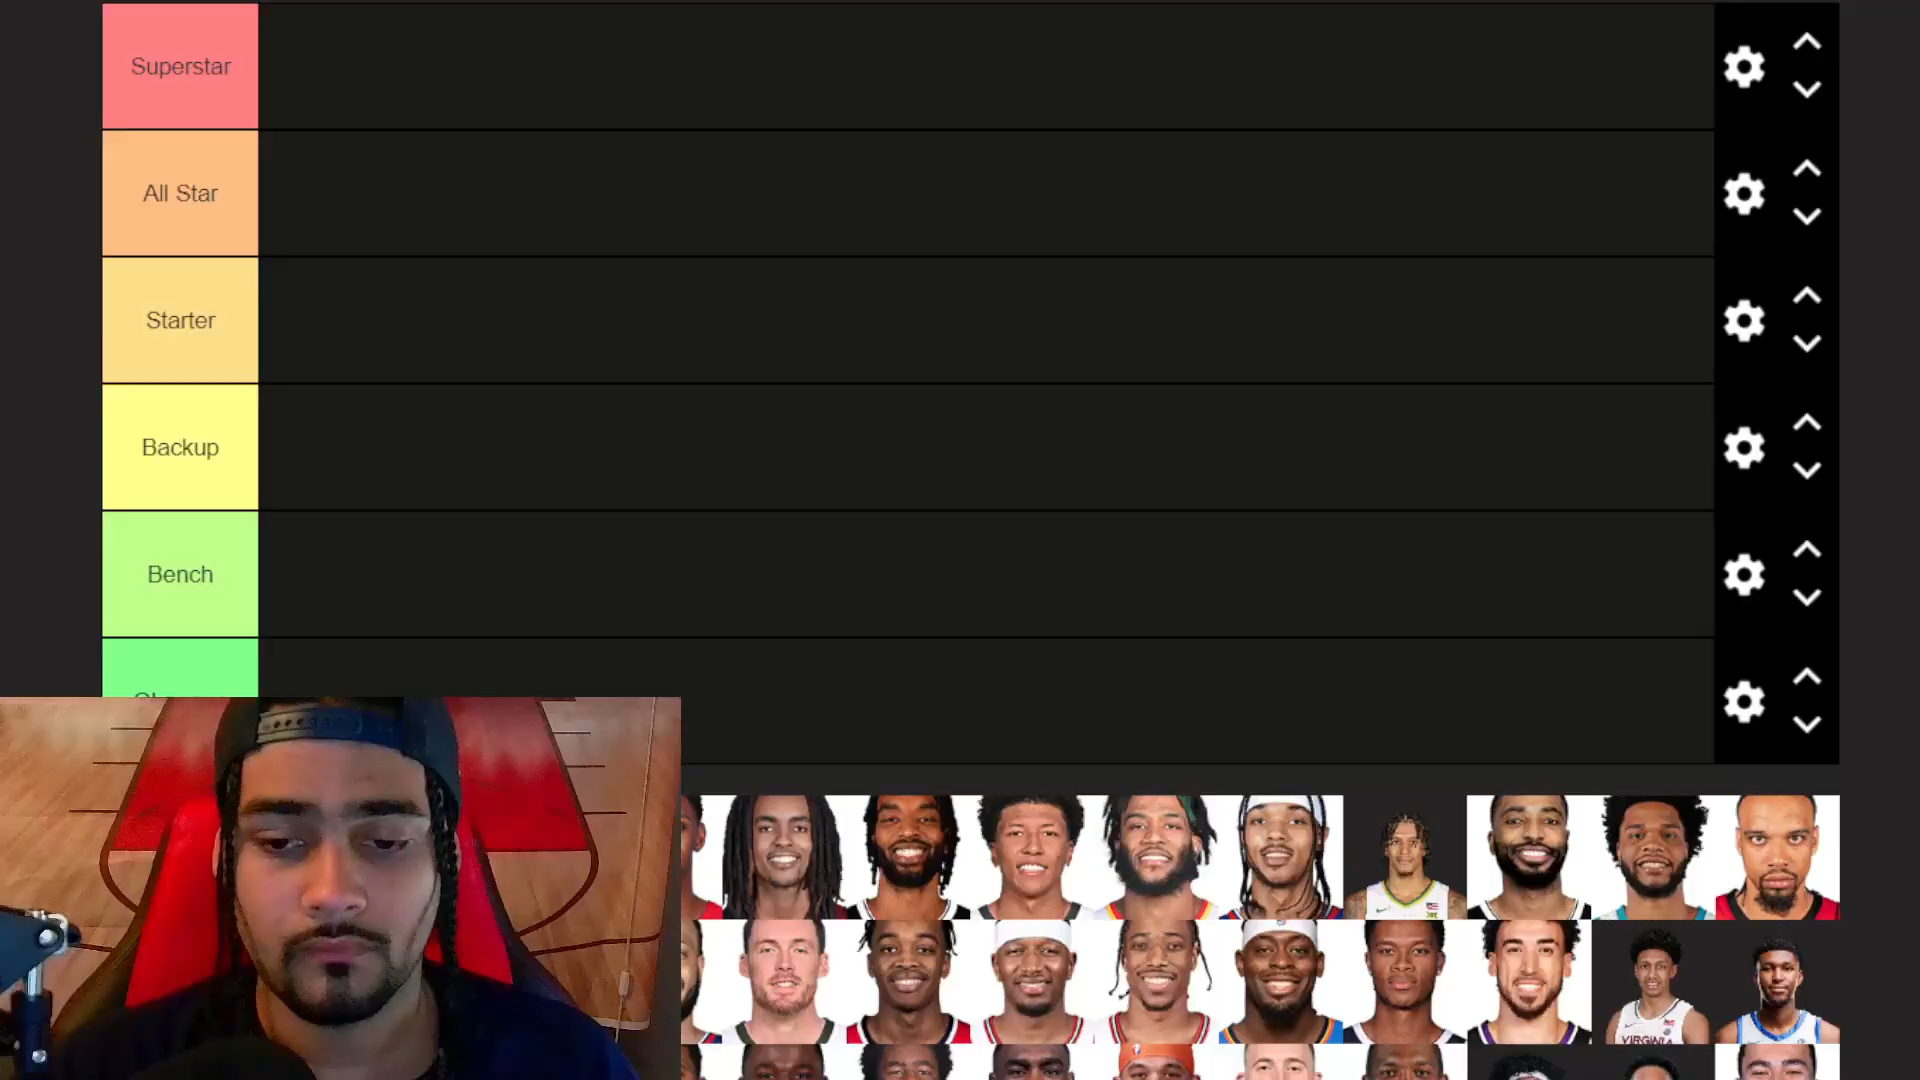 Superstar
All Star
Starter
Backup
Bench
VIRGINIA